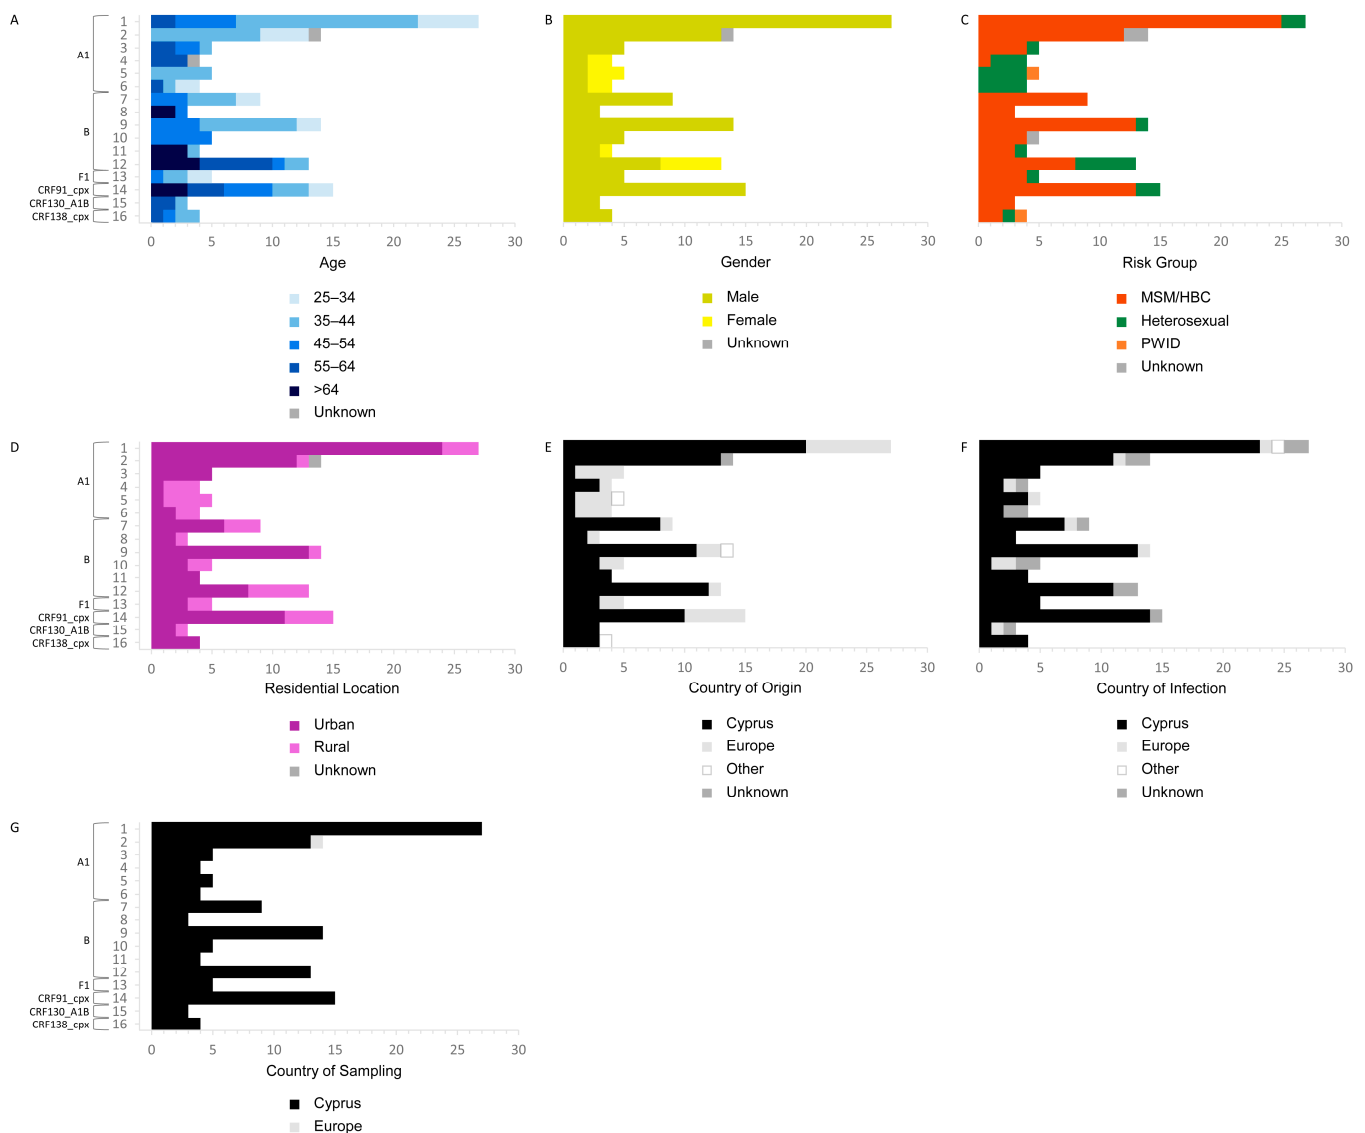 A
A1
B
F1
CRF91_cpx
CRF130_A1B
CRF138_cpx
1
2
3
4
5
6
7
8
9
10
11
12
13
14
15
16
0 5 10 15 20 25 30
Age
25–34
35–44
45–54
55–64
>64
Unknown
B
0 5 10 15 20 25 30
Gender
Male
Female
Unknown
C
0 5 10 15 20 25 30
Risk Group
MSM/HBC
Heterosexual
PWID
Unknown
D
A1
B
F1
CRF91_cpx
CRF130_A1B
CRF138_cpx
1
2
3
4
5
6
7
8
9
10
11
12
13
14
15
16
0 5 10 15 20 25 30
Residential Location
Urban
Rural
Unknown
E
0 5 10 15 20 25 30
Country of Origin
Cyprus
Europe
Other
Unknown
F
0 5 10 15 20 25 30
Country of Infection
Cyprus
Europe
Other
Unknown
G
A1
B
F1
CRF91_cpx
CRF130_A1B
CRF138_cpx
1
2
3
4
5
6
7
8
9
10
11
12
13
14
15
16
0 5 10 15 20 25 30
Country of Sampling
Cyprus
Europe